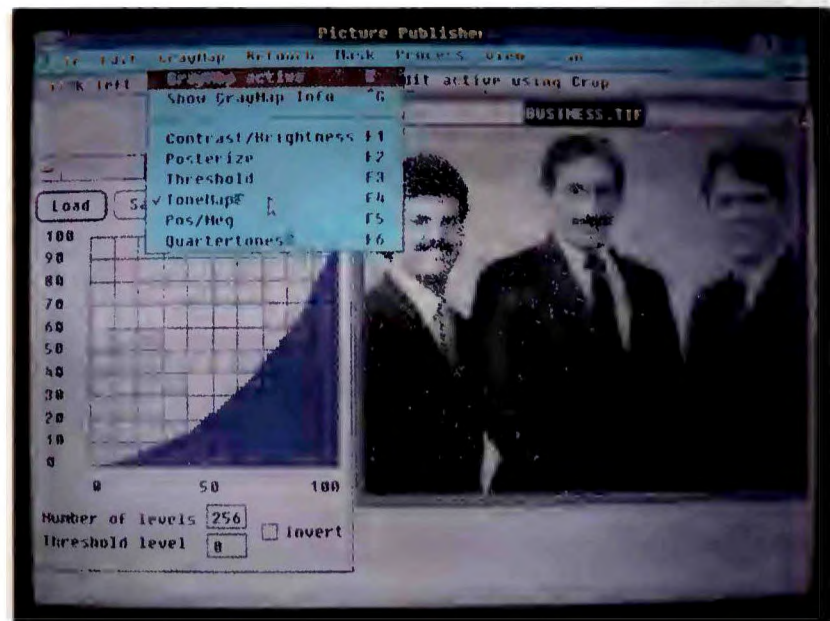 Picture Publisher
Edit GrayMap Retouch Mask Process View
left GrayMap active active using Crop
Show GrayMap Info ^G
BUSINESS.TIF
Contrast/Brightness F1
Posterize F2
Threshold F3
Load ✓ToneMap F4
Pos/Neg F5
Quartertones F6
100
90
80
70
60
50
40
30
20
10
0
0 50 100
Number of levels 256 Invert
Threshold level 0